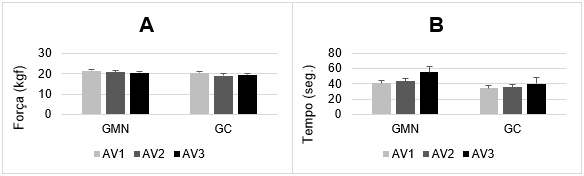 A
Força (kgf)
30
20
10
0
GMN GC
AV1 AV2 AV3
B
Tempo (seg.)
80
60
40
20
0
GMN GC
AV1 AV2 AV3